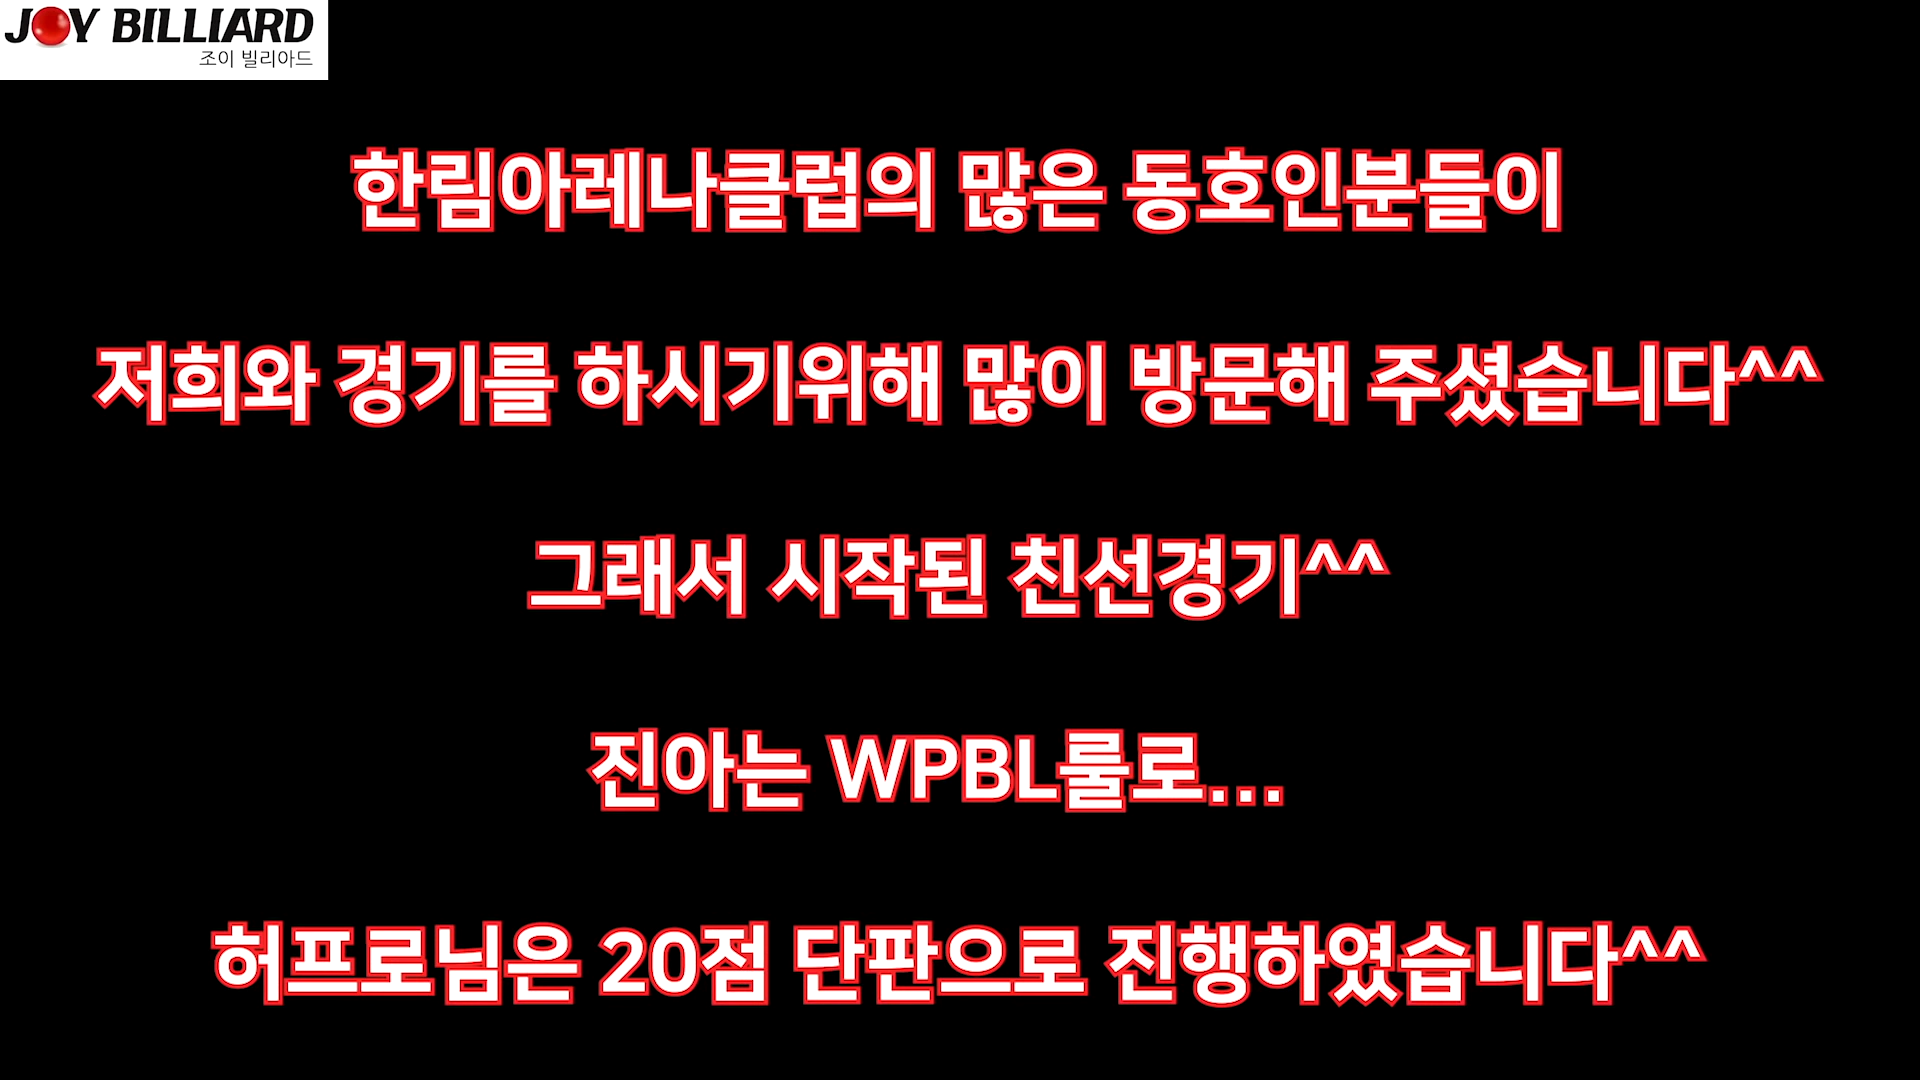 JOY BILLIARD
조이 빌리아드
한림아레나클럽의 많은 동호인분들이
저희와 경기를 하시기위해 많이 방문해 주셨습니다^^
그래서 시작된 친선경기^^
진아는 WPBL룰로...
허프로님은 20점 단판으로 진행하였습니다^^